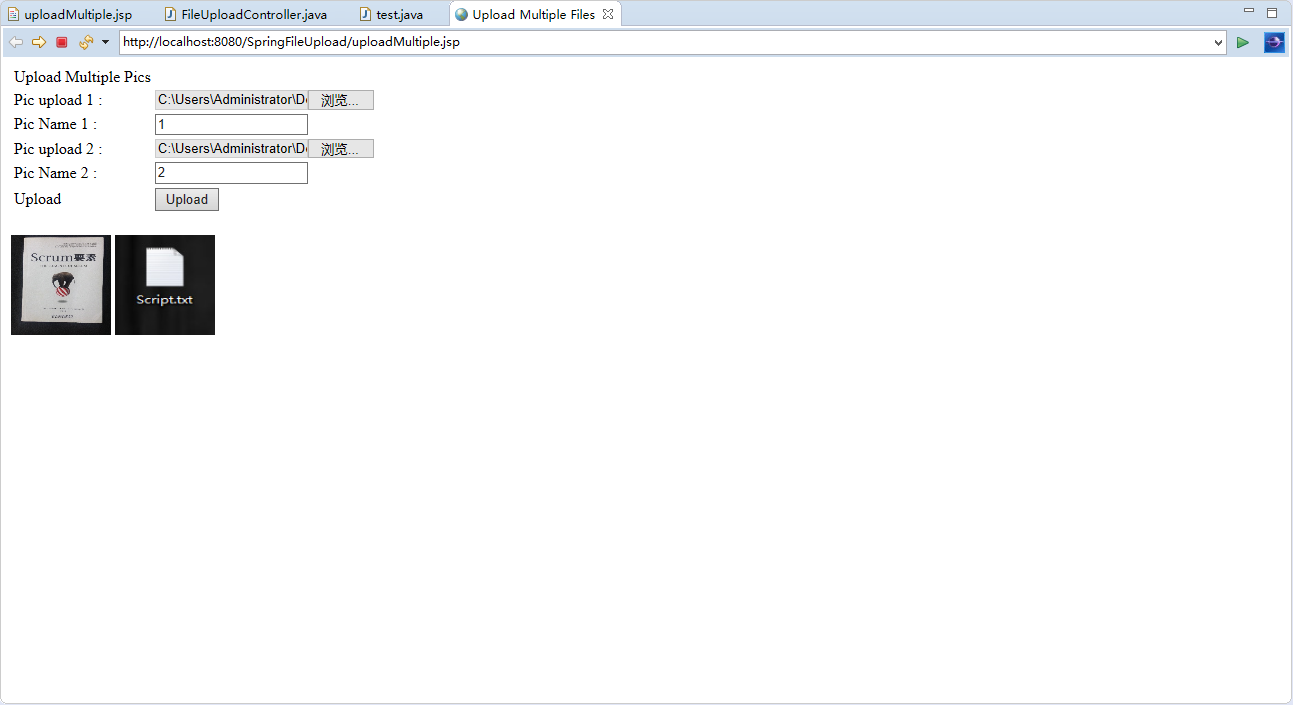 uploadMultiple.jsp FileUploadController.java test.java Upload Multiple Files
http://localhost:8080/SpringFileUpload/uploadMultiple.jsp
Upload Multiple Pics
Pic upload 1 : C:\Users\Administrator\De 浏览...
Pic Name 1 : 1
Pic upload 2 : C:\Users\Administrator\De 浏览...
Pic Name 2 : 2
Upload Upload
Scrum要素
Script.txt